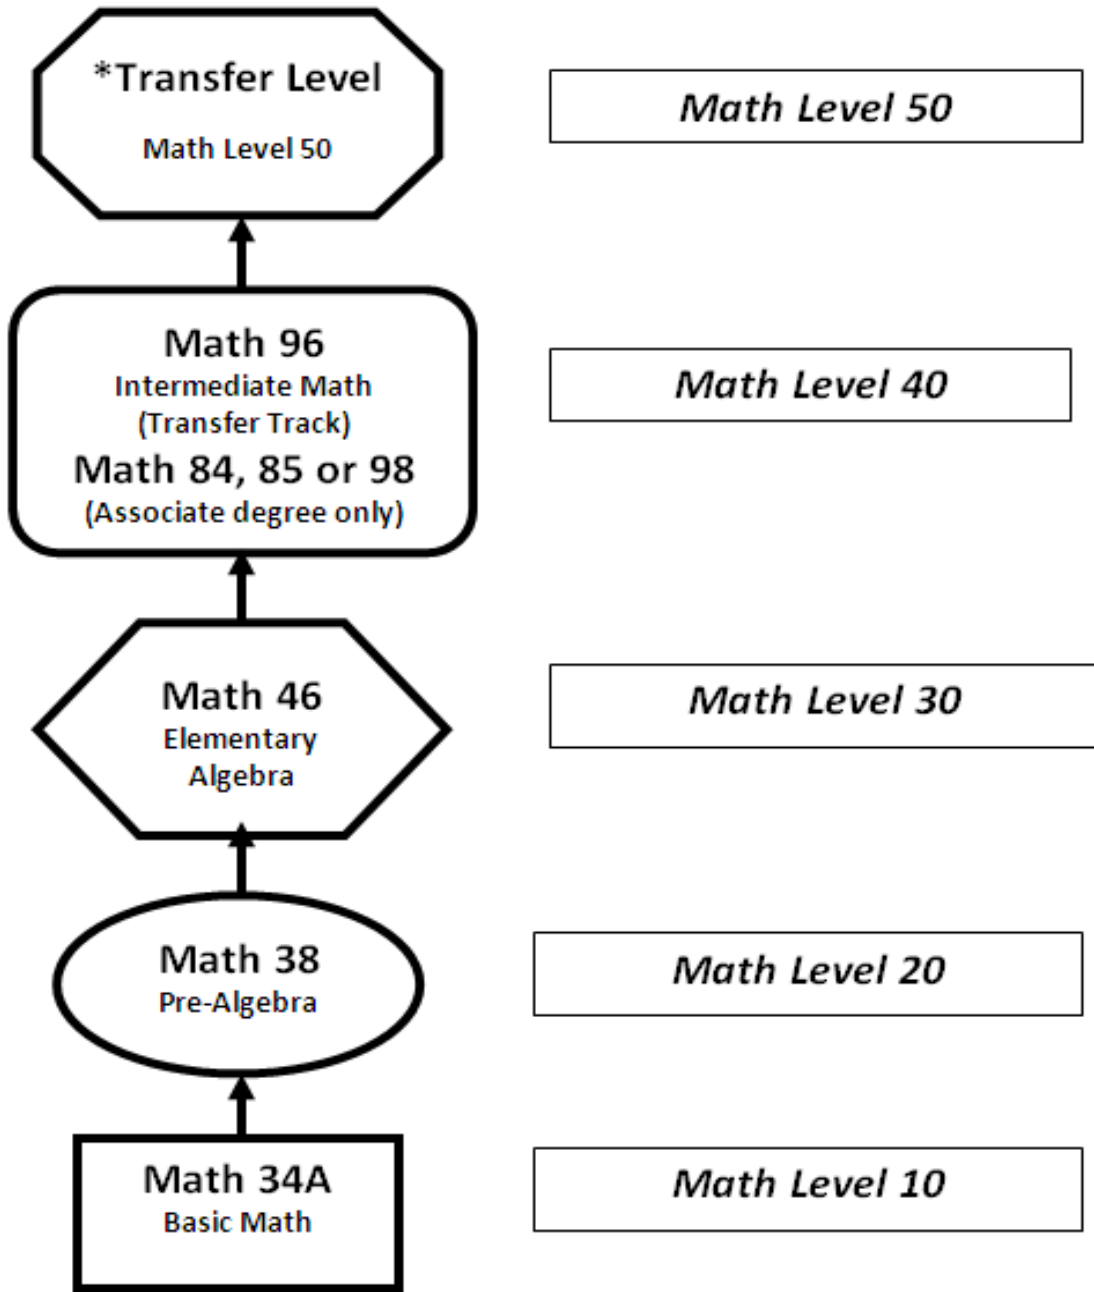 *Transfer Level
Math Level 50
Math Level 50
Math 96
Intermediate Math
(Transfer Track)
Math 84, 85 or 98
(Associate degree only)
Math Level 40
Math 46
Elementary
Algebra
Math Level 30
Math 38
Pre-Algebra
Math Level 20
Math 34A
Basic Math
Math Level 10